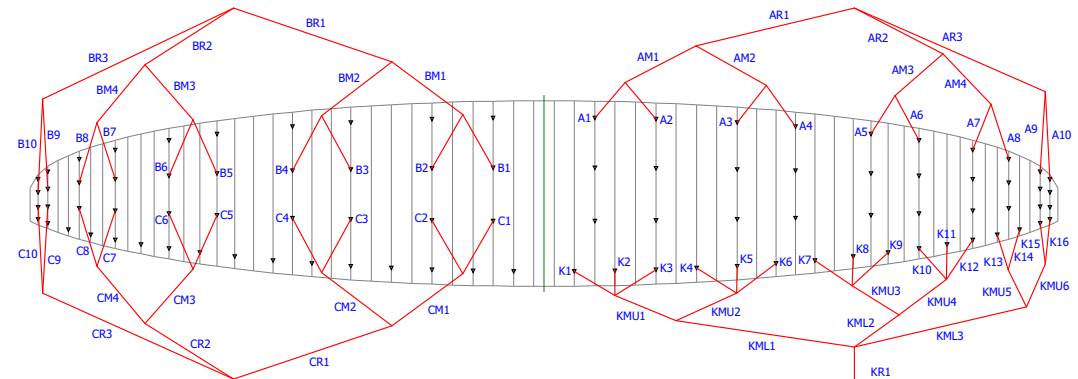 AR1
BR1
AR2
AR3
BR2
BR3
BM2
BM1
AM1
AM2
AM3
AM4
BM3
BM4
A1
A2
A3
A4
A5
A6
A7
A8
A9
A10
B10
B9
B8
B7
B6
B5
B4
B3
B2
B1
C10
C9
C8
C7
C6
C5
C4
C3
C2
C1
K1
K2
K3
K4
K5
K6
K7
K8
K9
K10
K11
K12
K13
K14
K15
K16
CM4
CM3
CM2
CM1
KMU1
KMU2
KMU3
KMU4
KMU5
KMU6
CR3
CR2
CR1
KML1
KML2
KML3
KR1